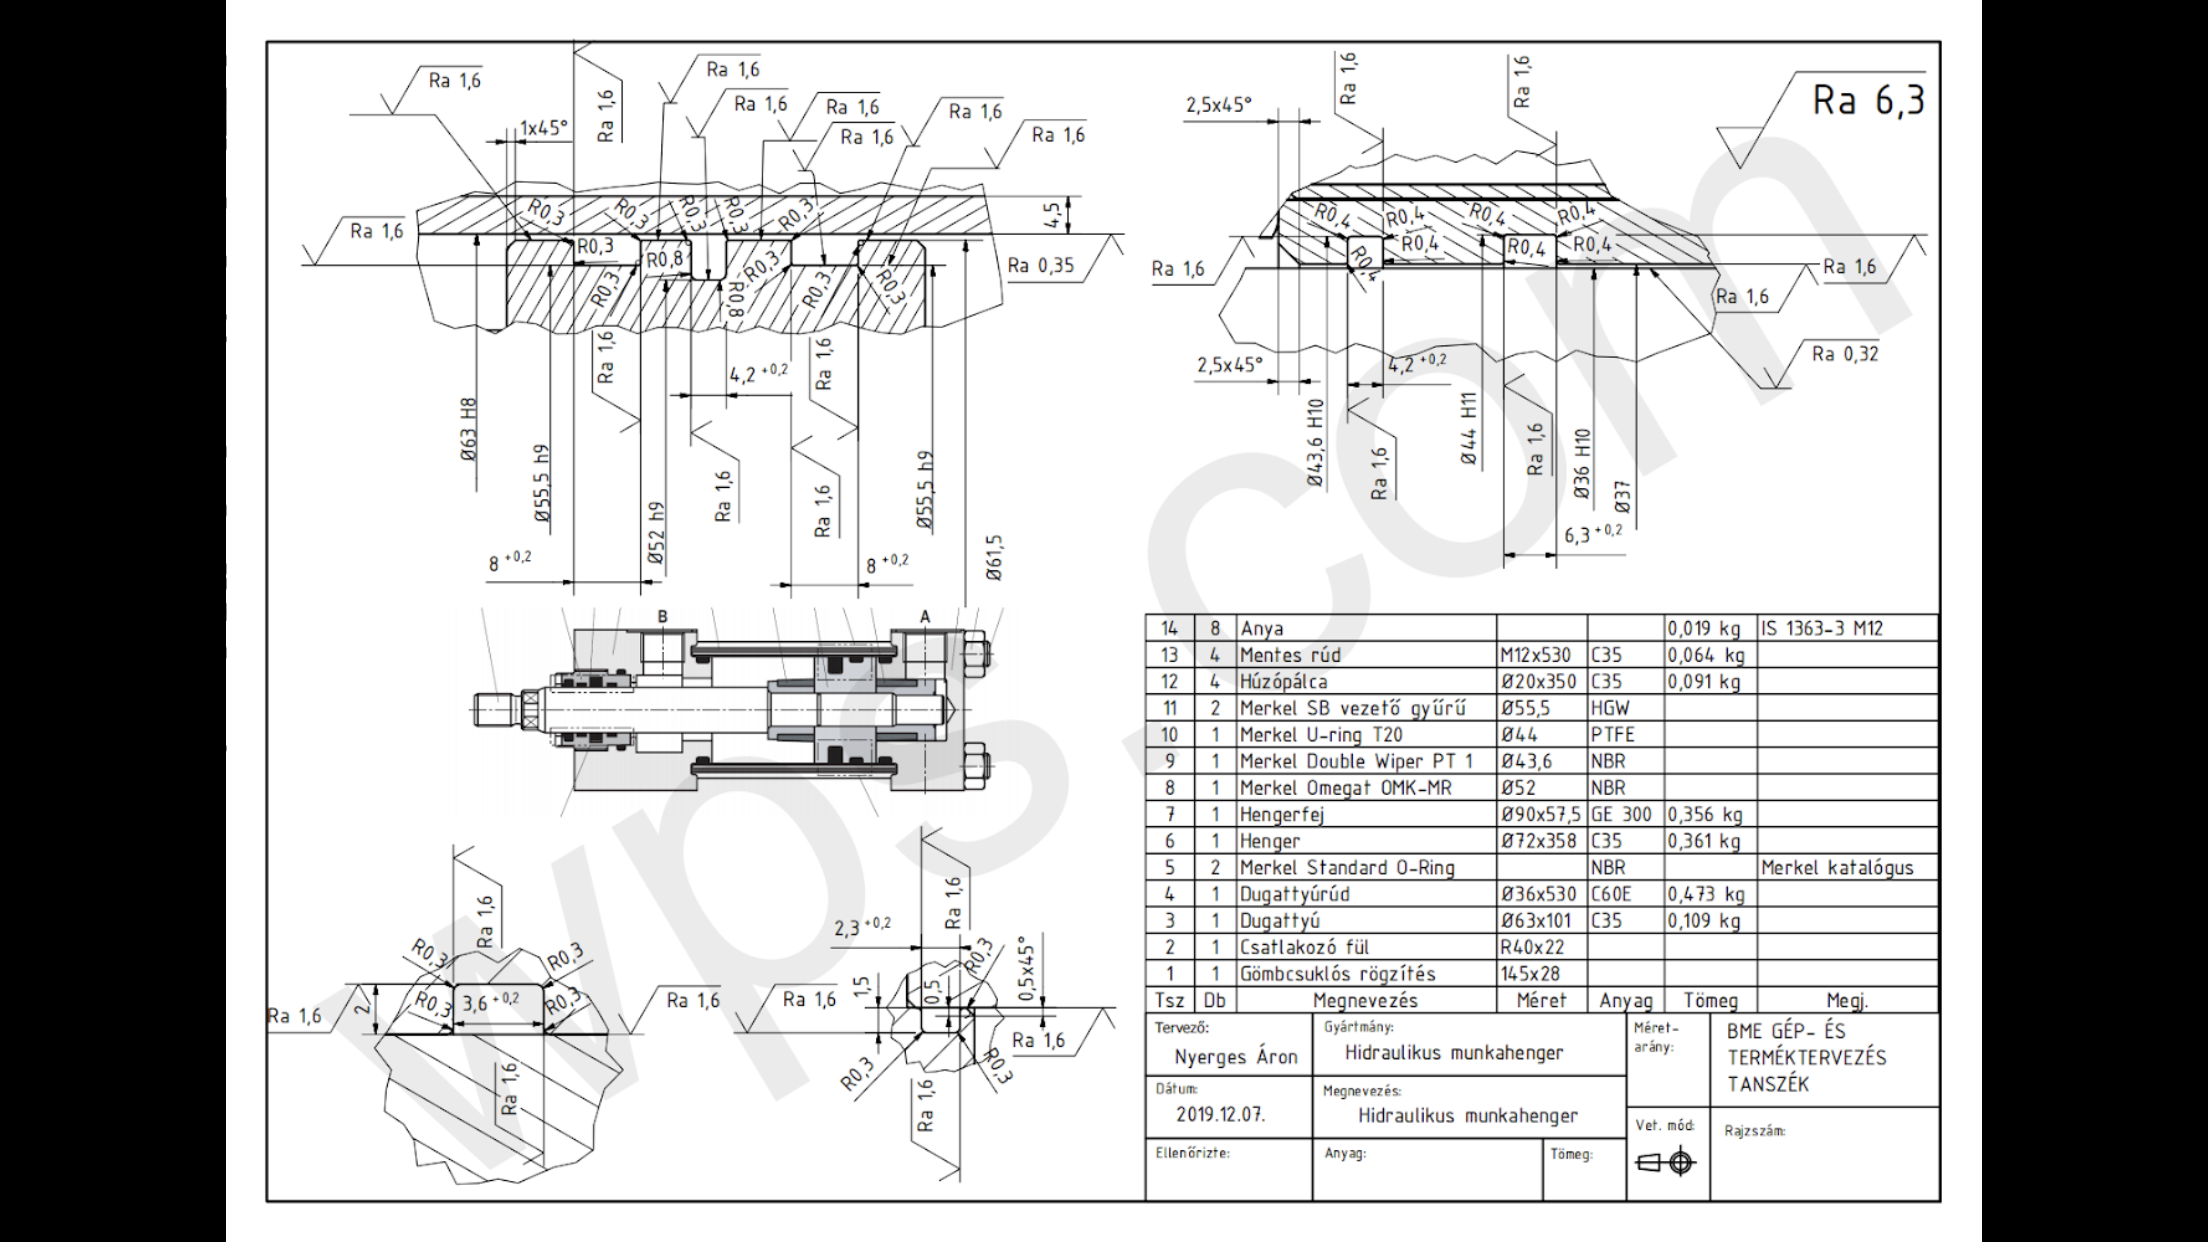 Ra 1,6
Ra 1,6
Ra 1,6
Ra 1,6
Ra 1,6
Ra 1,6
Ra 1,6
Ra 1,6
1x45°
Ra 1,6
R0,3
R0,3
R0,3
R0,3
R0,3
R0,3
R0,8
R0,3
R0,3
R0,8
R0,3
R0,3
4,5
Ra 0,35
Ra 1,6
4,2 +0,2
Ra 1,6
Ø63 H8
Ø55,5 h9
Ø52 h9
Ra 1,6
Ra 1,6
Ø55,5 h9
Ø61,5
8 +0,2
8 +0,2
2,5x45°
Ra 1,6
Ra 1,6
Ra 6,3
R0,4
R0,4
R0,4
R0,4
R0,4
R0,4
R0,4
R0,4
Ra 1,6
Ra 1,6
Ra 1,6
Ra 0,32
2,5x45°
4,2 +0,2
Ø43,6 H10
Ra 1,6
Ø44 H11
Ra 1,6
Ø36 H10
Ø37
6,3 +0,2
B
A
Ra 1,6
R0,3
R0,3
R0,3
R0,3
3,6 +0,2
2
Ra 1,6
Ra 1,6
Ra 1,6
2,3 +0,2
Ra 1,6
R0,3
0,5x45°
1,5
0,5
Ra 1,6
Ra 1,6
R0,3
R0,3
Ra 1,6
14 8 Anya 0,019 kg IS 1363-3 M12
13 4 Mentes rúd M12x530 C35 0,064 kg
12 4 Húzópálca Ø20x350 C35 0,091 kg
11 2 Merkel SB vezető gyűrű Ø55,5 HGW
10 1 Merkel U-ring T20 Ø44 PTFE
9 1 Merkel Double Wiper PT 1 Ø43,6 NBR
8 1 Merkel Omegat OMK-MR Ø52 NBR
7 1 Hengerfej Ø90x57,5 GE 300 0,356 kg
6 1 Henger Ø72x358 C35 0,361 kg
5 2 Merkel Standard O-Ring NBR Merkel katalógus
4 1 Dugattyúrúd Ø36x530 C60E 0,473 kg
3 1 Dugattyú Ø63x101 C35 0,109 kg
2 1 Csatlakozó fül R40x22
1 1 Gömbcsuklós rögzítés 145x28
Tsz Db Megnevezés Méret Anyag Tömeg Megj.
Tervező:
Nyerges Áron
Gyártmány:
Hidraulikus munkahenger
Méret-
arány:
BME GÉP- ÉS
TERMÉKTERVEZÉS
TANSZÉK
Dátum:
2019.12.07.
Megnevezés:
Hidraulikus munkahenger
Vet. mód:
Rajzszám:
Ellenőrizte:
Anyag:
Tömeg:
wps.com